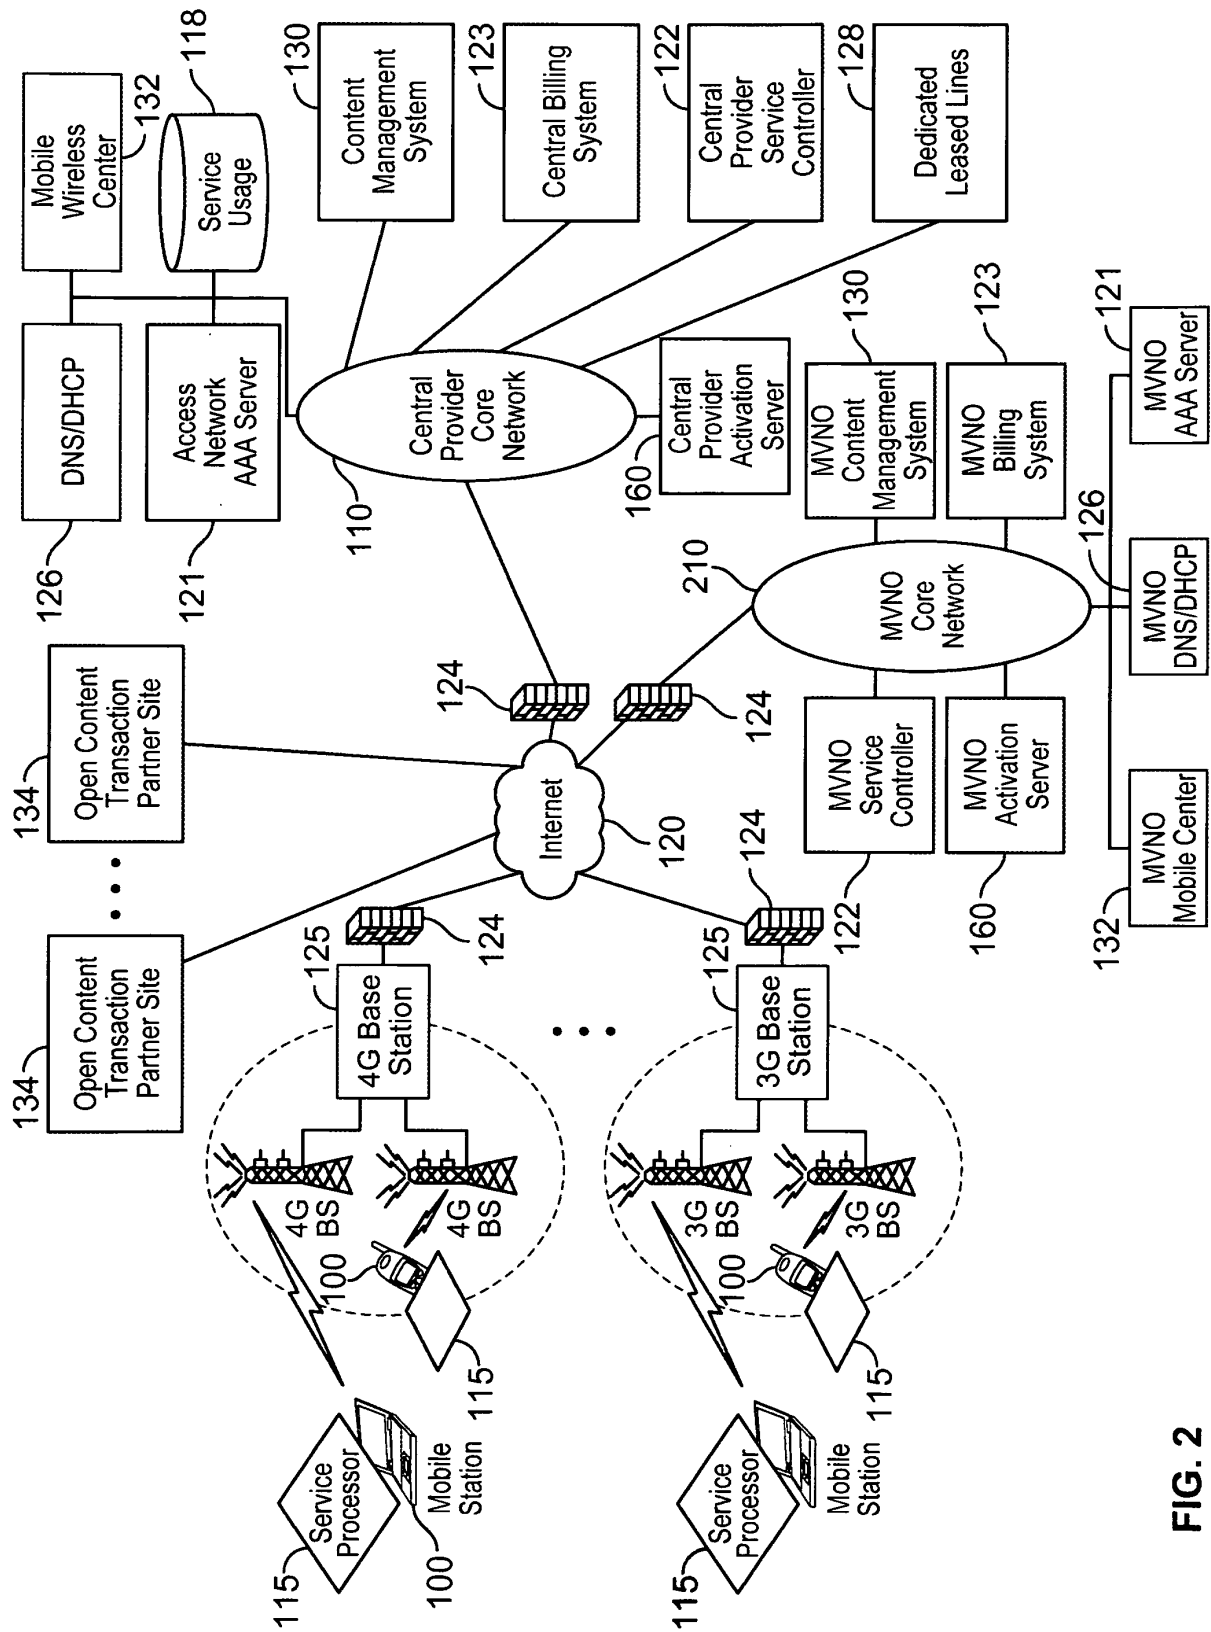 Mobile
Wireless
Center
132
118
Service
Usage
DNS/DHCP
126
Access
Network
AAA Server
121
130
Content
Management
System
123
Central Billing
System
122
Central
Provider
Service
Controller
128
Dedicated
Leased Lines
Central
Provider
Core
Network
110
Central
Provider
Activation
Server
160
134
Open Content
Transaction
Partner Site
134
Open Content
Transaction
Partner Site
124
124
Internet
120
124
124
210
MVNO
Core
Network
MVNO
Content
Management
System
130
MVNO
Billing
System
123
MVNO
AAA Server
121
MVNO
DNS/DHCP
126
MVNO
Mobile Center
132
MVNO
Service
Controller
122
MVNO
Activation
Server
160
125
4G Base
Station
4G
BS
4G
BS
100
115
Service
Processor
115
Mobile
Station
100
125
3G Base
Station
3G
BS
3G
BS
100
115
Service
Processor
115
Mobile
Station
FIG. 2